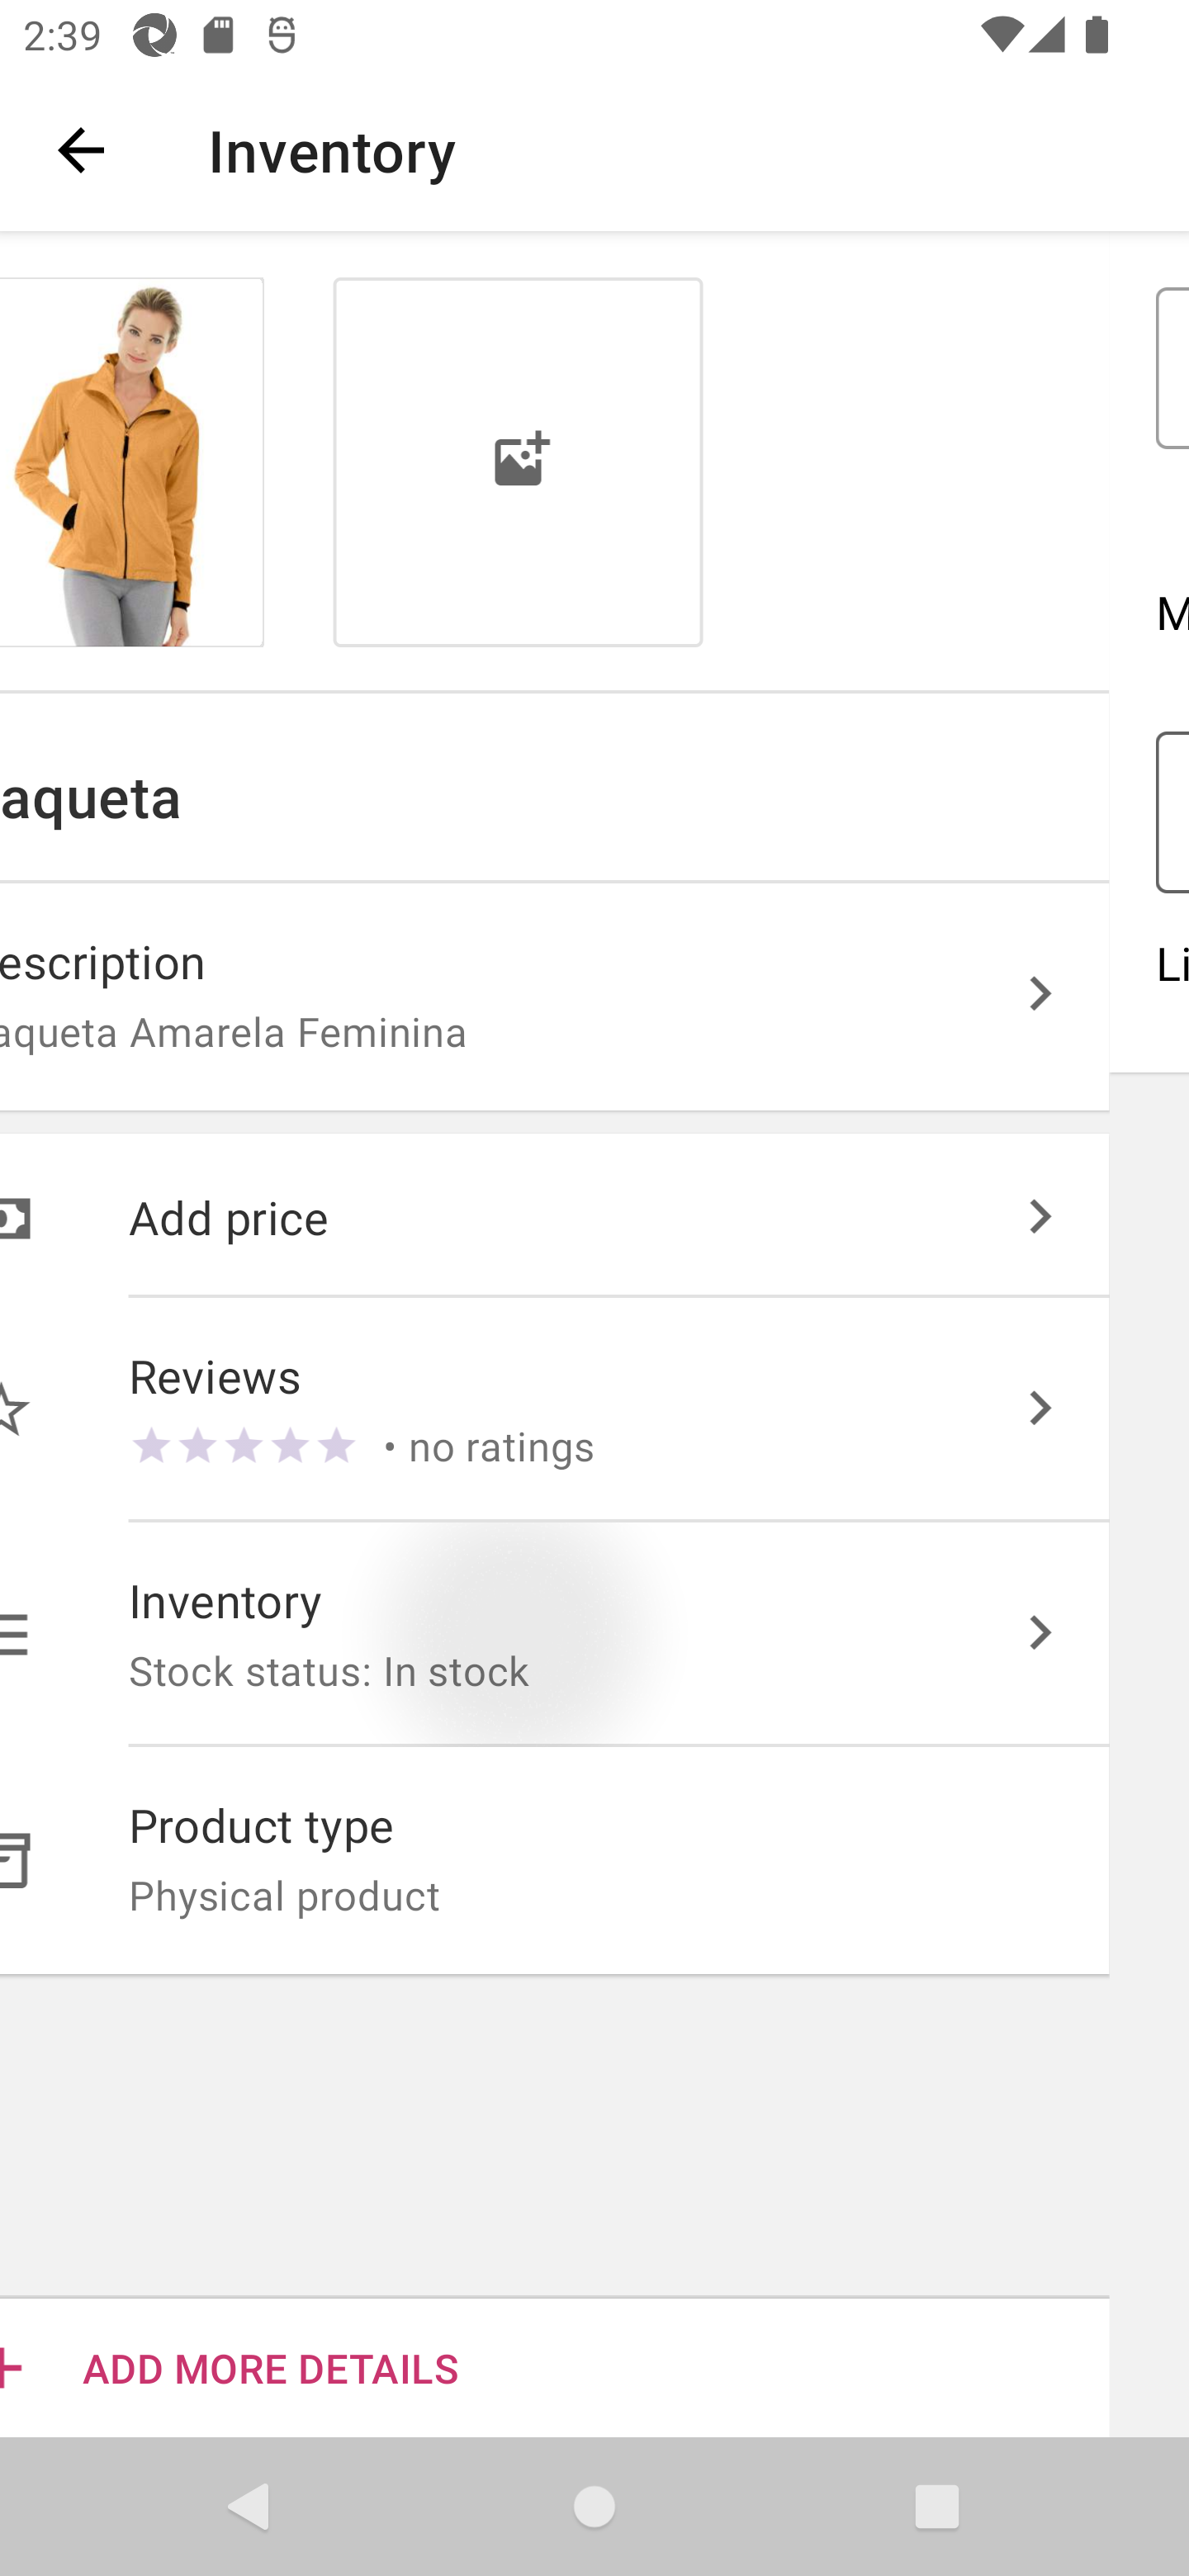 2:39
Inventory
aqueta
escription
aqueta Amarela Feminina
Add price
Reviews
• no ratings
Inventory
Stock status: In stock
Product type
Physical product
ADD MORE DETAILS
M
Li